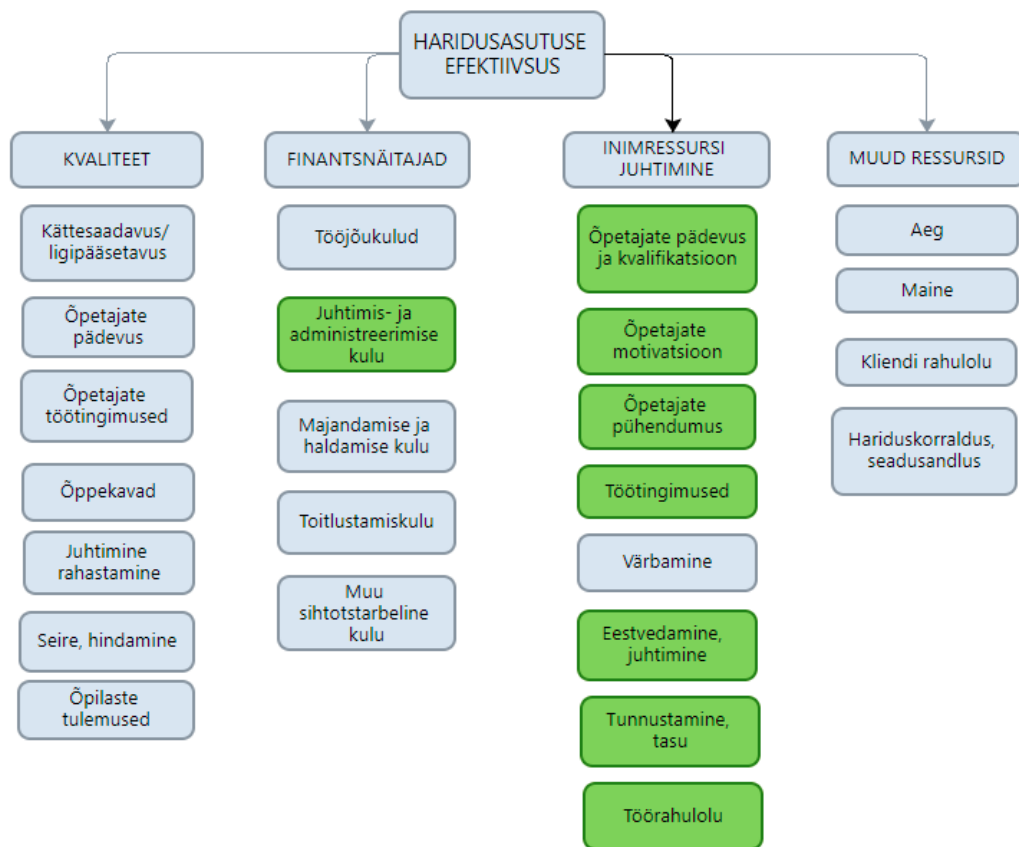 HARIDUSASUTUSE
EFEKTIIVSUS
KVALITEET
Kättesaadavus/
ligipääsetavus
Õpetajate
pädevus
Õpetajate
töötingimused
Õppekavad
Juhtimine
rahastamine
Seire, hindamine
Õpilaste
tulemused
FINANTSNÄITAJAD
Tööjõukulud
Juhtimis- ja
administreerimise
kulu
Majandamise ja
haldamise kulu
Toitlustamiskulu
Muu
sihtotstarbeline
kulu
INIMRESSURSI
JUHTIMINE
Õpetajate pädevus
ja kvalifikatsioon
Õpetajate
motivatsioon
Õpetajate
pühendumus
Töötingimused
Värbamine
Eestvedamine,
juhtimine
Tunnustamine,
tasu
Töörahulolu
MUUD RESSURSID
Aeg
Maine
Kliendi rahulolu
Hariduskorraldus,
seadusandlus